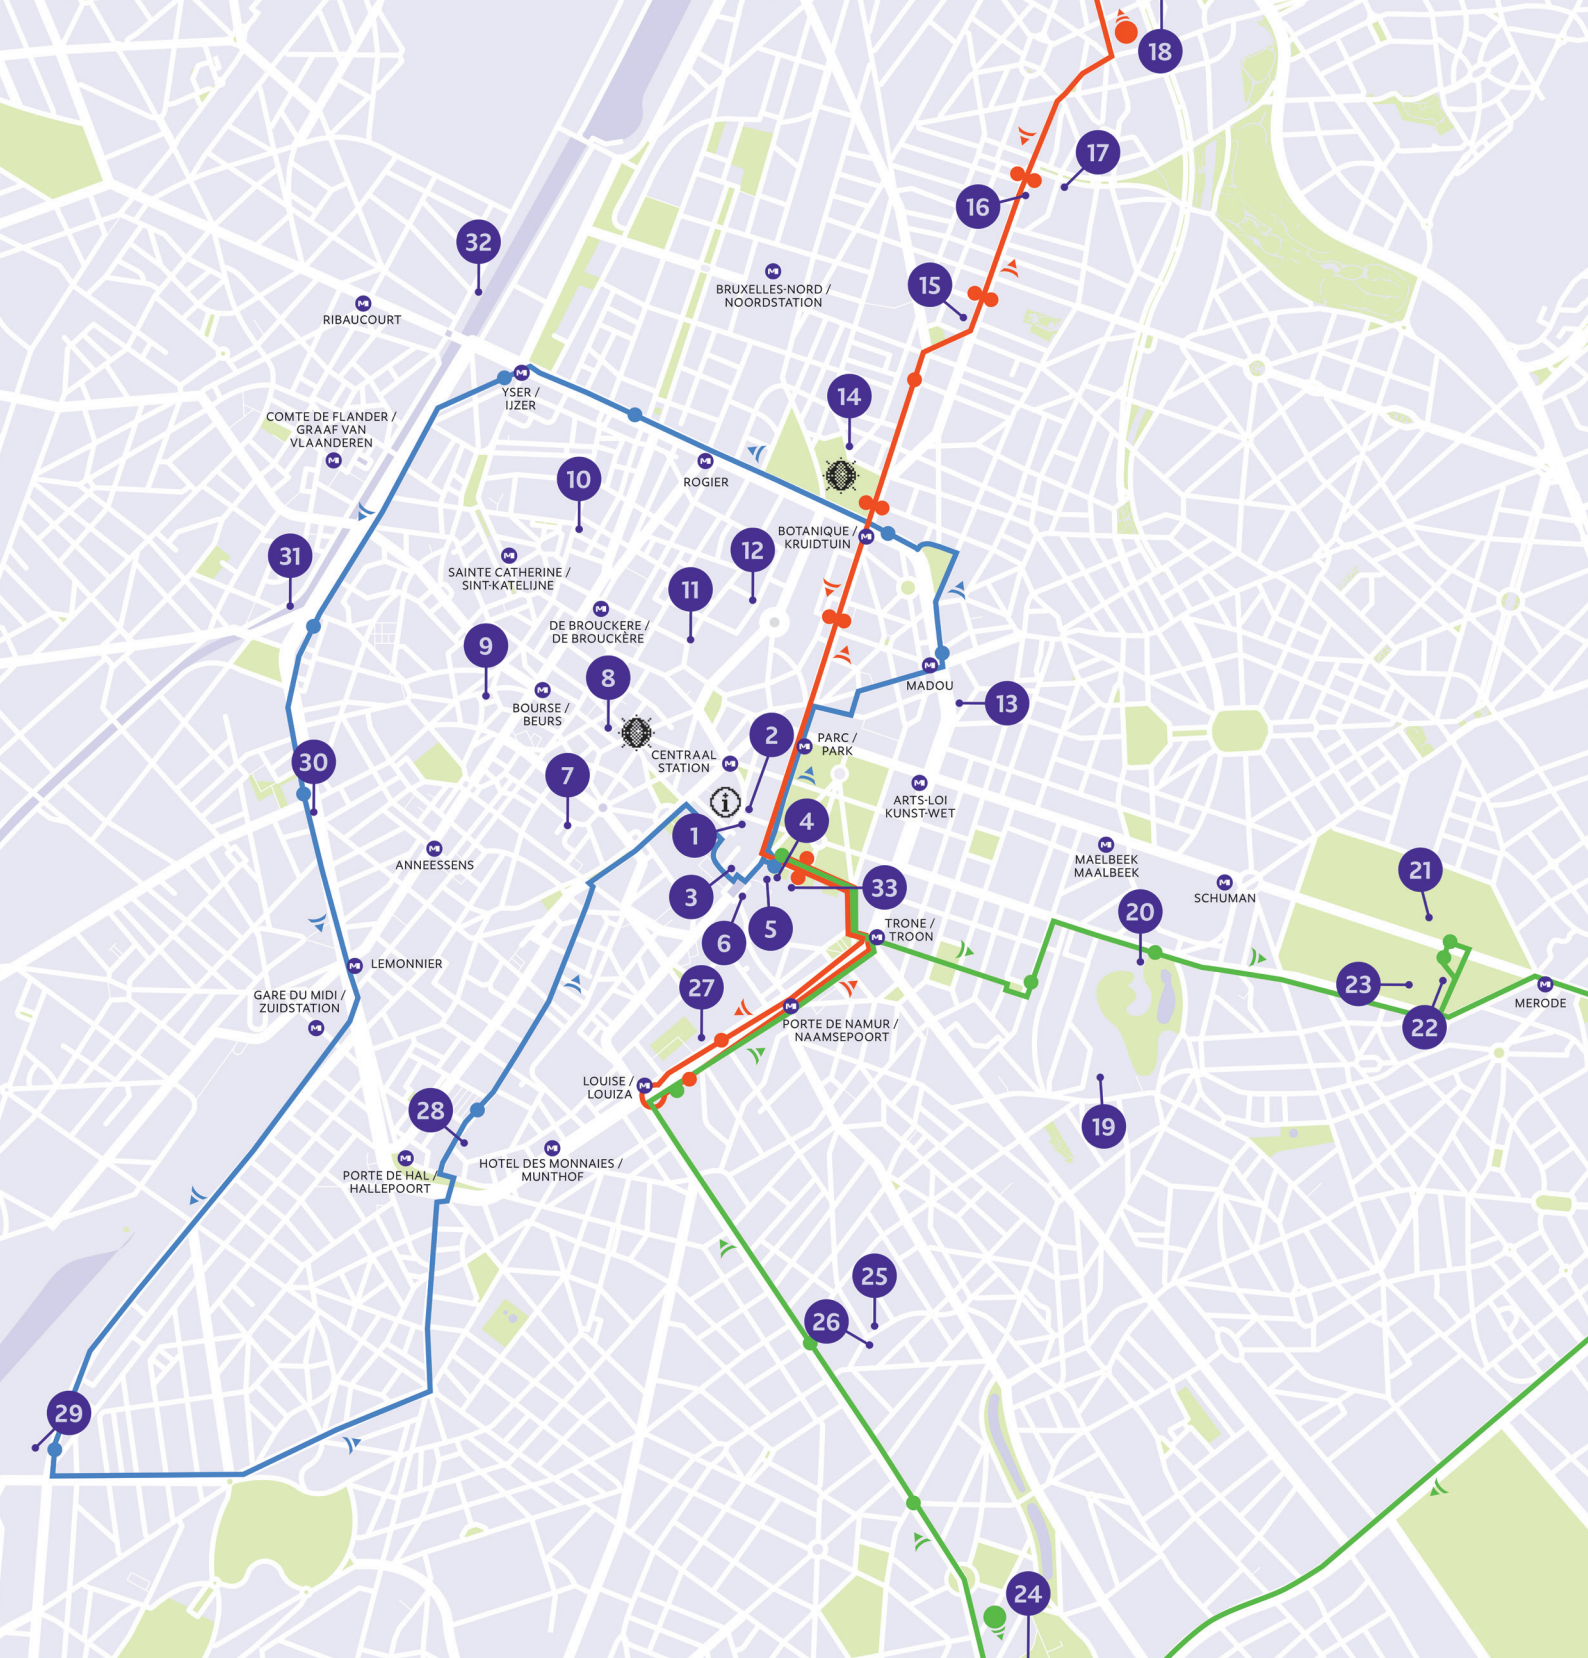 18
17
16
32
M
BRUXELLES-NORD /
NOORDSTATION
15
M
RIBAUCOURT
M
YSER /
IJZER
14
COMTE DE FLANDER /
GRAAF VAN
VLAANDEREN
M
M
ROGIER
10
BOTANIQUE /
KRUIDTUIN
M
12
31
M
SAINTE CATHERINE /
SINT-KATELIJNE
11
M
DE BROUCKERE /
DE BROUCKÈRE
9
8
M
MADOU
M
BOURSE /
BEURS
13
2
M
PARC /
PARK
CENTRAAL
STATION
M
30
7
M
ARTS-LOI
KUNST-WET
i
1
4
M
ANNEESSENS
M
MAELBEEK
MAALBEEK
21
M
SCHUMAN
3
33
20
5
6
M
TRONE /
TROON
M
LEMONNIER
27
23
M
MERODE
GARE DU MIDI /
ZUIDSTATION
M
M
PORTE DE NAMUR /
NAAMSEPOORT
22
LOUISE /
LOUIZA
M
28
19
M
PORTE DE HAL /
HALLEPOORT
M
HOTEL DES MONNAIES /
MUNTHOF
25
26
29
24